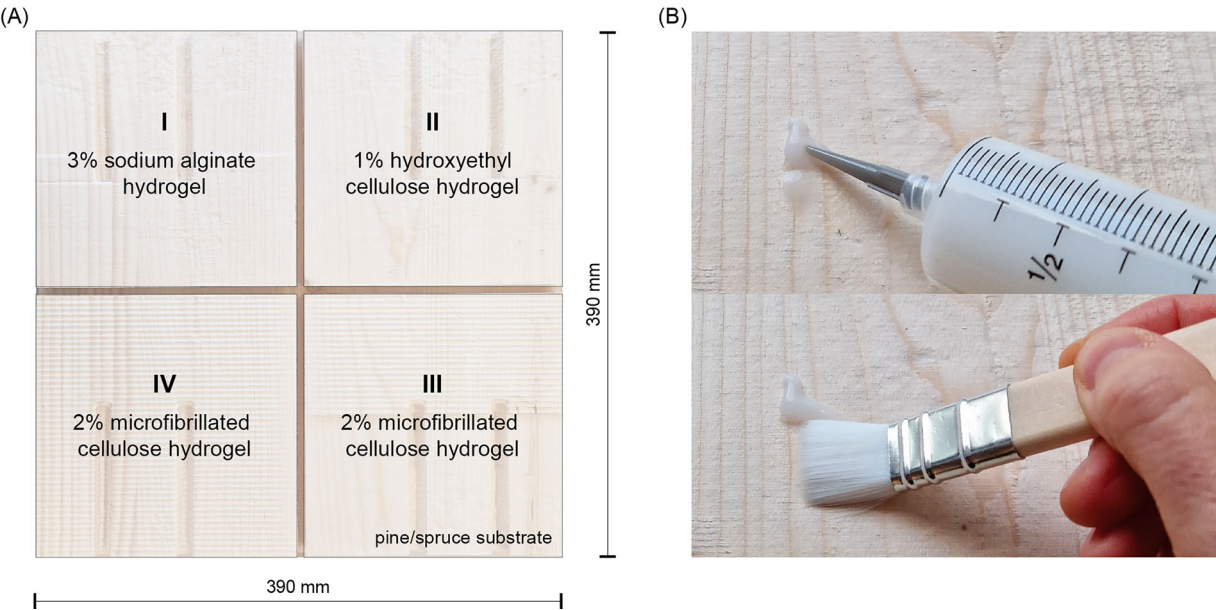 (A)
I
3% sodium alginate
hydrogel
II
1% hydroxyethyl
cellulose hydrogel
IV
2% microfibrillated
cellulose hydrogel
III
2% microfibrillated
cellulose hydrogel
pine/spruce substrate
390 mm
390 mm
(B)
1/2